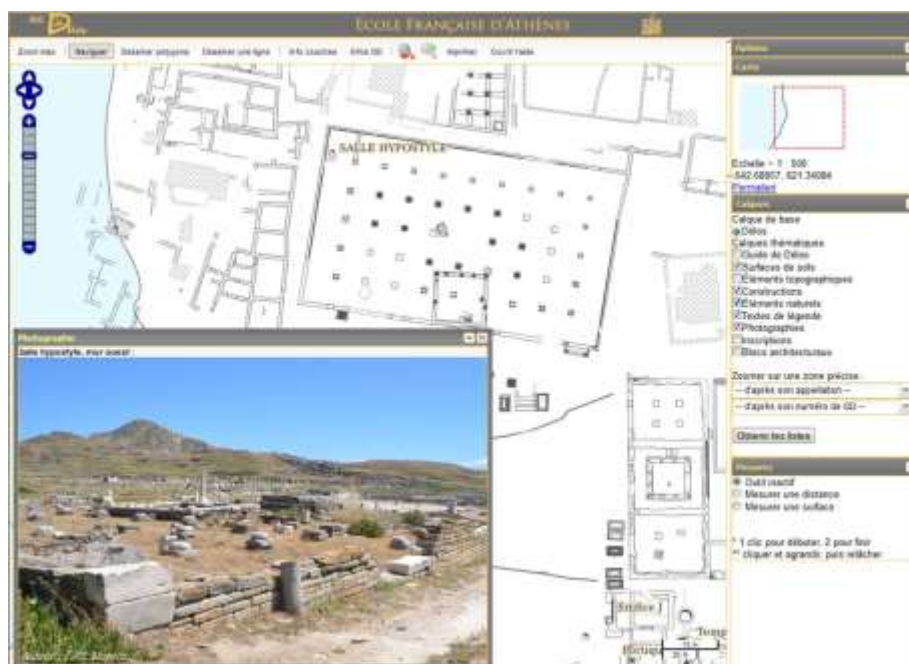 ÉCOLE FRANÇAISE D'ATHÈNES
Zoom max Naviguer Dessiner polygone Dessiner une ligne Info couches Infos GD Imprimer Ouvrir l'aide
SALLE HYPOSTYLE
Photographie
Salle hypostyle, mur ouest :
Edifice J
Options
Carte
Echelle = 1 : 500
Permalien
Calques
Calque de base
Délos
Calques thématiques
Guide de Délos
Surfaces de sols
Eléments topographiques
Constructions
Eléments naturels
Textes de légende
Photographies
Inscriptions
Blocs architecturaux
Zoomer sur une zone précise :
-- d'après son appellation --
-- d'après son numéro de GD --
Obtenir les listes
Mesures
Outil inactif
Mesurer une distance
Mesurer une surface
* 1 clic pour débuter, 2 pour finir
** cliquer et agrandir, puis relâcher